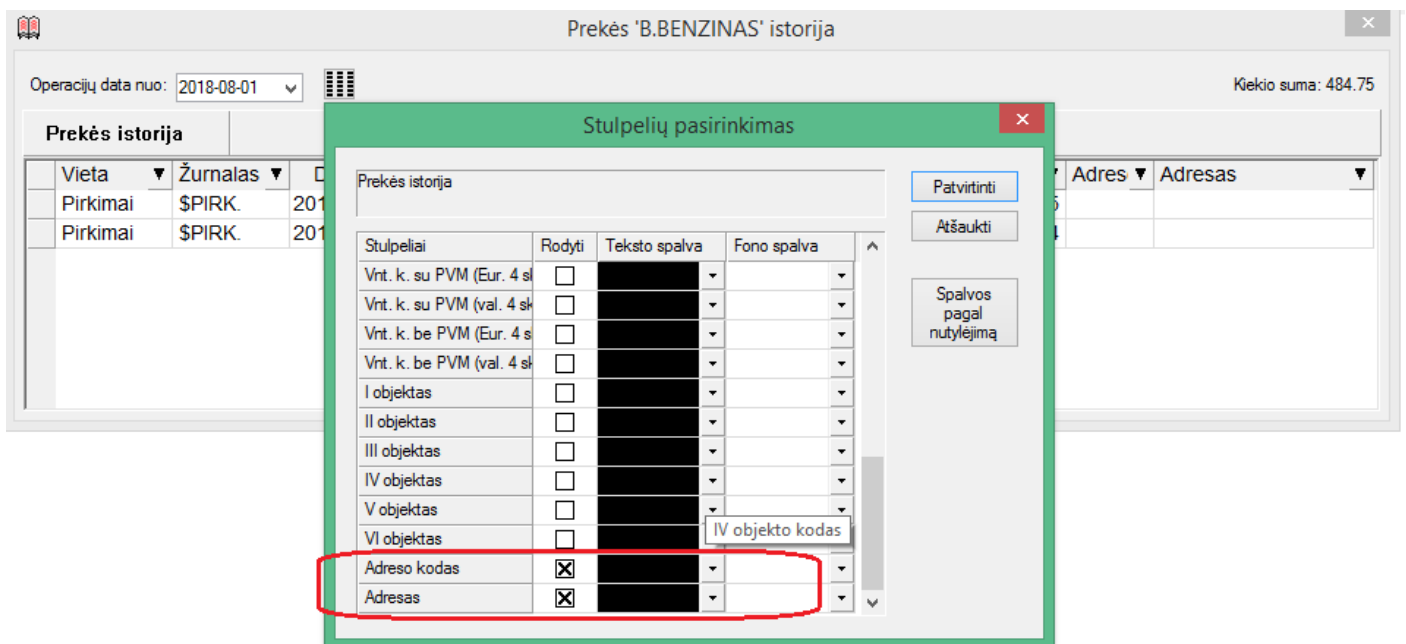 Prekės 'B.BENZINAS' istorija
Operacijų data nuo: 2018-08-01
Kiekio suma: 484.75
Prekės istorija
Vieta Žurnalas D Adres Adresas
Pirkimai $PIRK. 201 5
Pirkimai $PIRK. 201 4
Stulpelių pasirinkimas
Prekės istorija
Patvirtinti
Atšaukti
Spalvos
pagal
nutylėjimą
Stulpeliai Rodyti Teksto spalva Fono spalva
Vnt. k. su PVM (Eur. 4 sl
Vnt. k. su PVM (val. 4 sk
Vnt. k. be PVM (Eur. 4 s
Vnt. k. be PVM (val. 4 sk
I objektas
II objektas
III objektas
IV objektas
V objektas
IV objekto kodas
VI objektas
Adreso kodas
Adresas